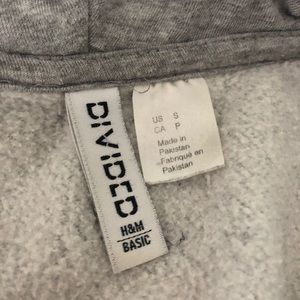 DIVIDED
H&M
BASIC
US S
CA P
Made in
Pakistan
Fabriqué en
Pakistan